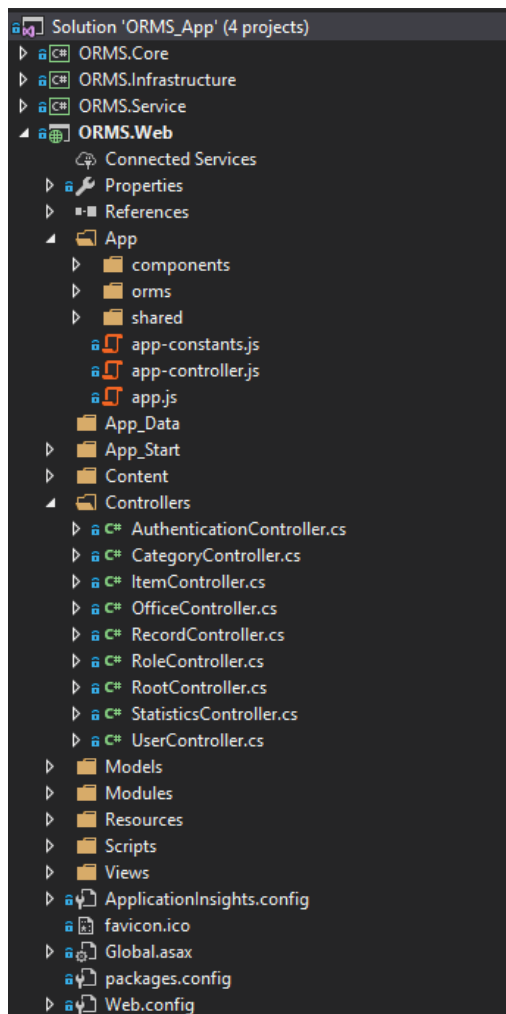 Solution 'ORMS_App' (4 projects)
C# ORMS.Core
C# ORMS.Infrastructure
C# ORMS.Service
ORMS.Web
Connected Services
Properties
References
App
components
orms
shared
app-constants.js
app-controller.js
app.js
App_Data
App_Start
Content
Controllers
C# AuthenticationController.cs
C# CategoryController.cs
C# ItemController.cs
C# OfficeController.cs
C# RecordController.cs
C# RoleController.cs
C# RootController.cs
C# StatisticsController.cs
C# UserController.cs
Models
Modules
Resources
Scripts
Views
ApplicationInsights.config
favicon.ico
Global.asax
packages.config
Web.config